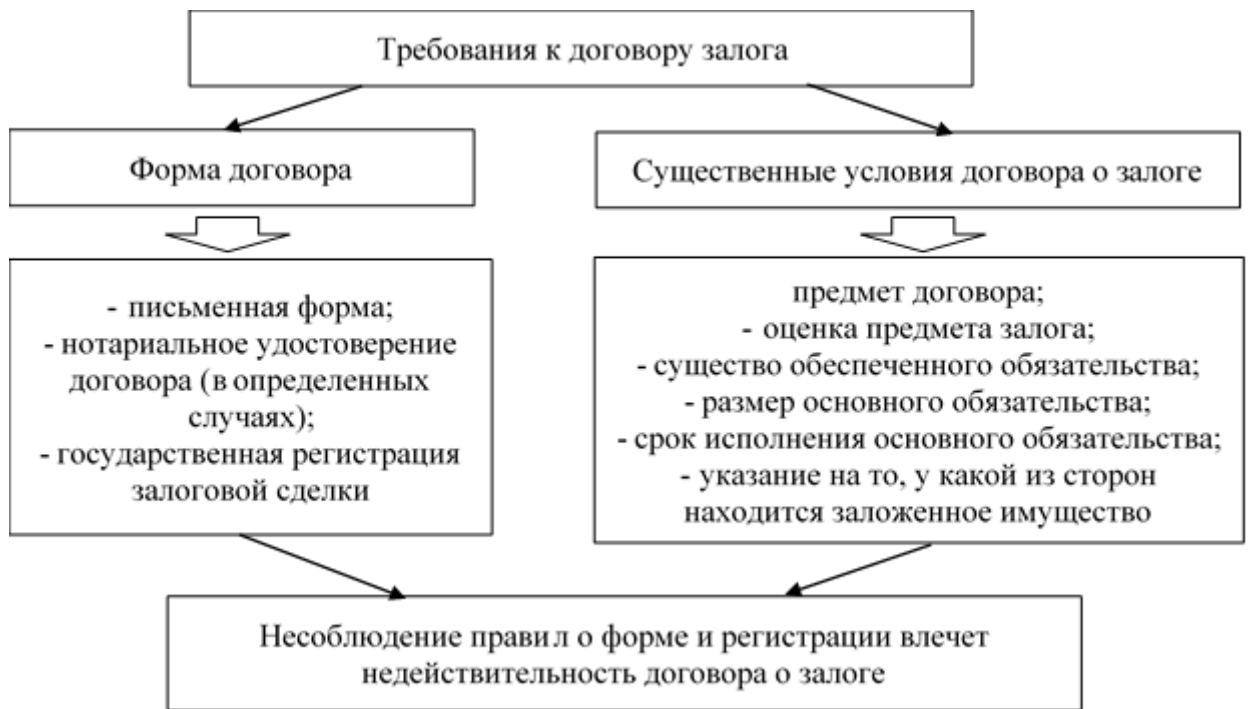 Требования к договору залога
Форма договора
Существенные условия договора о залоге
- письменная форма;
- нотариальное удостоверение
договора (в определенных
случаях);
- государственная регистрация
залоговой сделки
предмет договора;
- оценка предмета залога;
- существо обеспеченного обязательства;
- размер основного обязательства;
- срок исполнения основного обязательства;
- указание на то, у какой из сторон
находится заложенное имущество
Несоблюдение правил о форме и регистрации влечет
недействительность договора о залоге